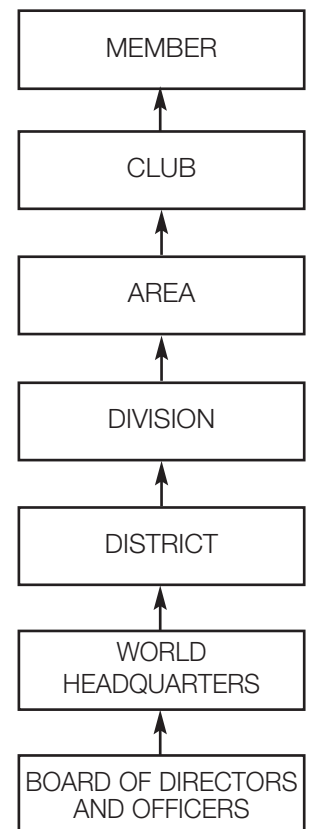 MEMBER
CLUB
AREA
DIVISION
DISTRICT
WORLD
HEADQUARTERS
BOARD OF DIRECTORS
AND OFFICERS